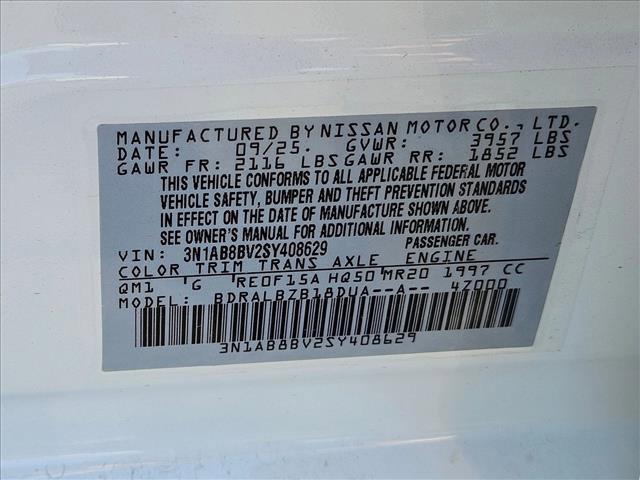 MANUFACTURED BY NISSAN MOTOR CO., LTD.
DATE: 09/25. GVWR: 3957 LBS
GAWR FR: 2116 LBS GAWR RR: 1852 LBS
THIS VEHICLE CONFORMS TO ALL APPLICABLE FEDERAL MOTOR
VEHICLE SAFETY, BUMPER AND THEFT PREVENTION STANDARDS
IN EFFECT ON THE DATE OF MANUFACTURE SHOWN ABOVE.
SEE OWNER'S MANUAL FOR ADDITIONAL INFORMATION.
VIN: 3N1AB8BV2SY408629 PASSENGER CAR.
COLOR TRIM TRANS AXLE ENGINE
QM1 G RE0F15A HQ50 MR20 1997 CC
MODEL: BDRALBZB18DUA--A-- 47000
3N1AB8BV2SY408629